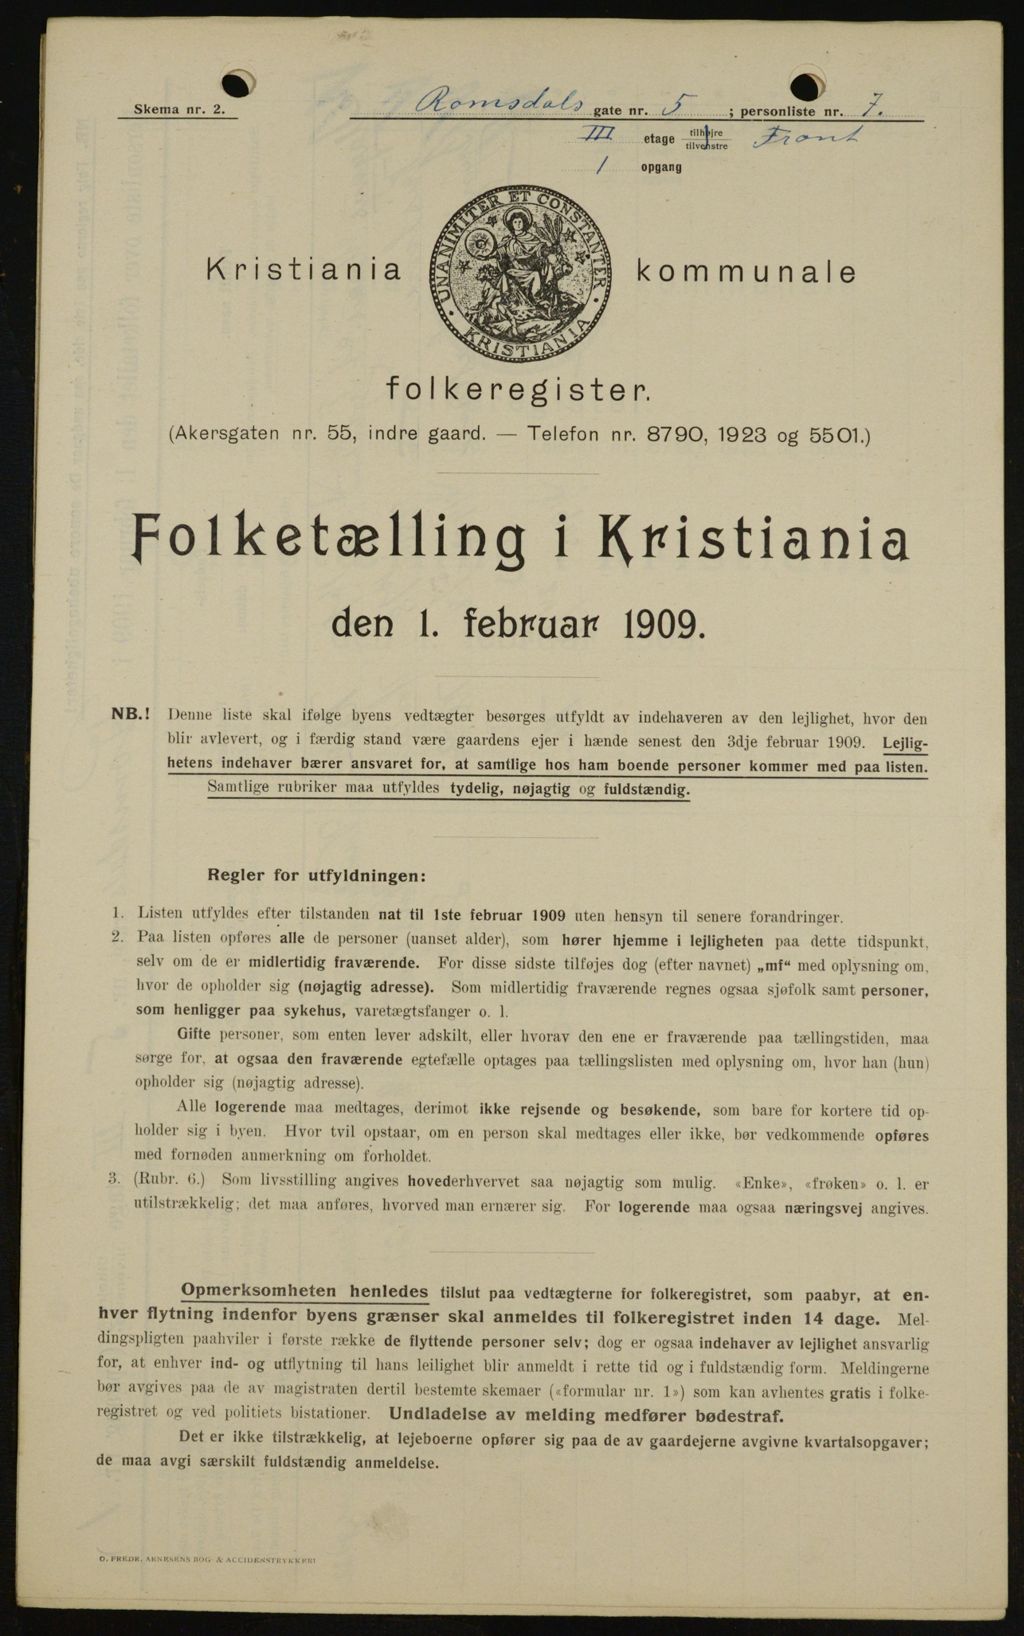 Skema nr. 2.
Romsdals gate nr. 5 ; personliste nr. 7.
III etage tilhøjre tilvenstre Front
1 opgang
Kristiania kommunale
UNANIMITER ET CONSTANTER
KRISTIANIA
folkeregister.
(Akersgaten nr. 55, indre gaard. — Telefon nr. 8790, 1923 og 5501.)
Folketælling i Kristiania
den 1. februar 1909.
NB.! Denne liste skal ifølge byens vedtægter besørges utfyldt av indehaveren av den lejlighet, hvor den
blir avlevert, og i færdig stand være gaardens ejer i hænde senest den 3dje februar 1909. Lejlig-
hetens indehaver bærer ansvaret for, at samtlige hos ham boende personer kommer med paa listen.
Samtlige rubriker maa utfyldes tydelig, nøjagtig og fuldstændig.
Regler for utfyldningen:
1. Listen utfyldes efter tilstanden nat til 1ste februar 1909 uten hensyn til senere forandringer.
2. Paa listen opføres alle de personer (uanset alder), som hører hjemme i lejligheten paa dette tidspunkt,
selv om de er midlertidig fraværende. For disse sidste tilføjes dog (efter navnet) „mf“ med oplysning om,
hvor de opholder sig (nøjagtig adresse). Som midlertidig fraværende regnes ogsaa sjøfolk samt personer,
som henligger paa sykehus, varetægtsfanger o. l.
Gifte personer, som enten lever adskilt, eller hvorav den ene er fraværende paa tællingstiden, maa
sørge for, at ogsaa den fraværende egtefælle optages paa tællingslisten med oplysning om, hvor han (hun)
opholder sig (nøjagtig adresse).
Alle logerende maa medtages, derimot ikke rejsende og besøkende, som bare for kortere tid op-
holder sig i byen. Hvor tvil opstaar, om en person skal medtages eller ikke, bør vedkommende opføres
med fornøden anmerkning om forholdet.
3. (Rubr. 6.) Som livsstilling angives hovederhvervet saa nøjagtig som mulig. «Enke», «frøken» o. l. er
utilstrækkelig; det maa anføres, hvorved man ernærer sig. For logerende maa ogsaa næringsvej angives.
Opmerksomheten henledes tilslut paa vedtægterne for folkeregistret, som paabyr, at en-
hver flytning indenfor byens grænser skal anmeldes til folkeregistret inden 14 dage. Mel-
dingspligten paahviler i første række de flyttende personer selv; dog er ogsaa indehaver av lejlighet ansvarlig
for, at enhver ind- og utflytning til hans leilighet blir anmeldt i rette tid og i fuldstændig form. Meldingerne
bør avgives paa de av magistraten dertil bestemte skemaer («formular nr. 1») som kan avhentes gratis i folke-
registret og ved politiets bistationer. Undladelse av melding medfører bødestraf.
Det er ikke tilstrækkelig, at lejeboerne opfører sig paa de av gaardejerne avgivne kvartalsopgaver;
de maa avgi særskilt fuldstændig anmeldelse.
O. FREDR. ARNESENS BOG- & ACCIDENSTRYKKERI